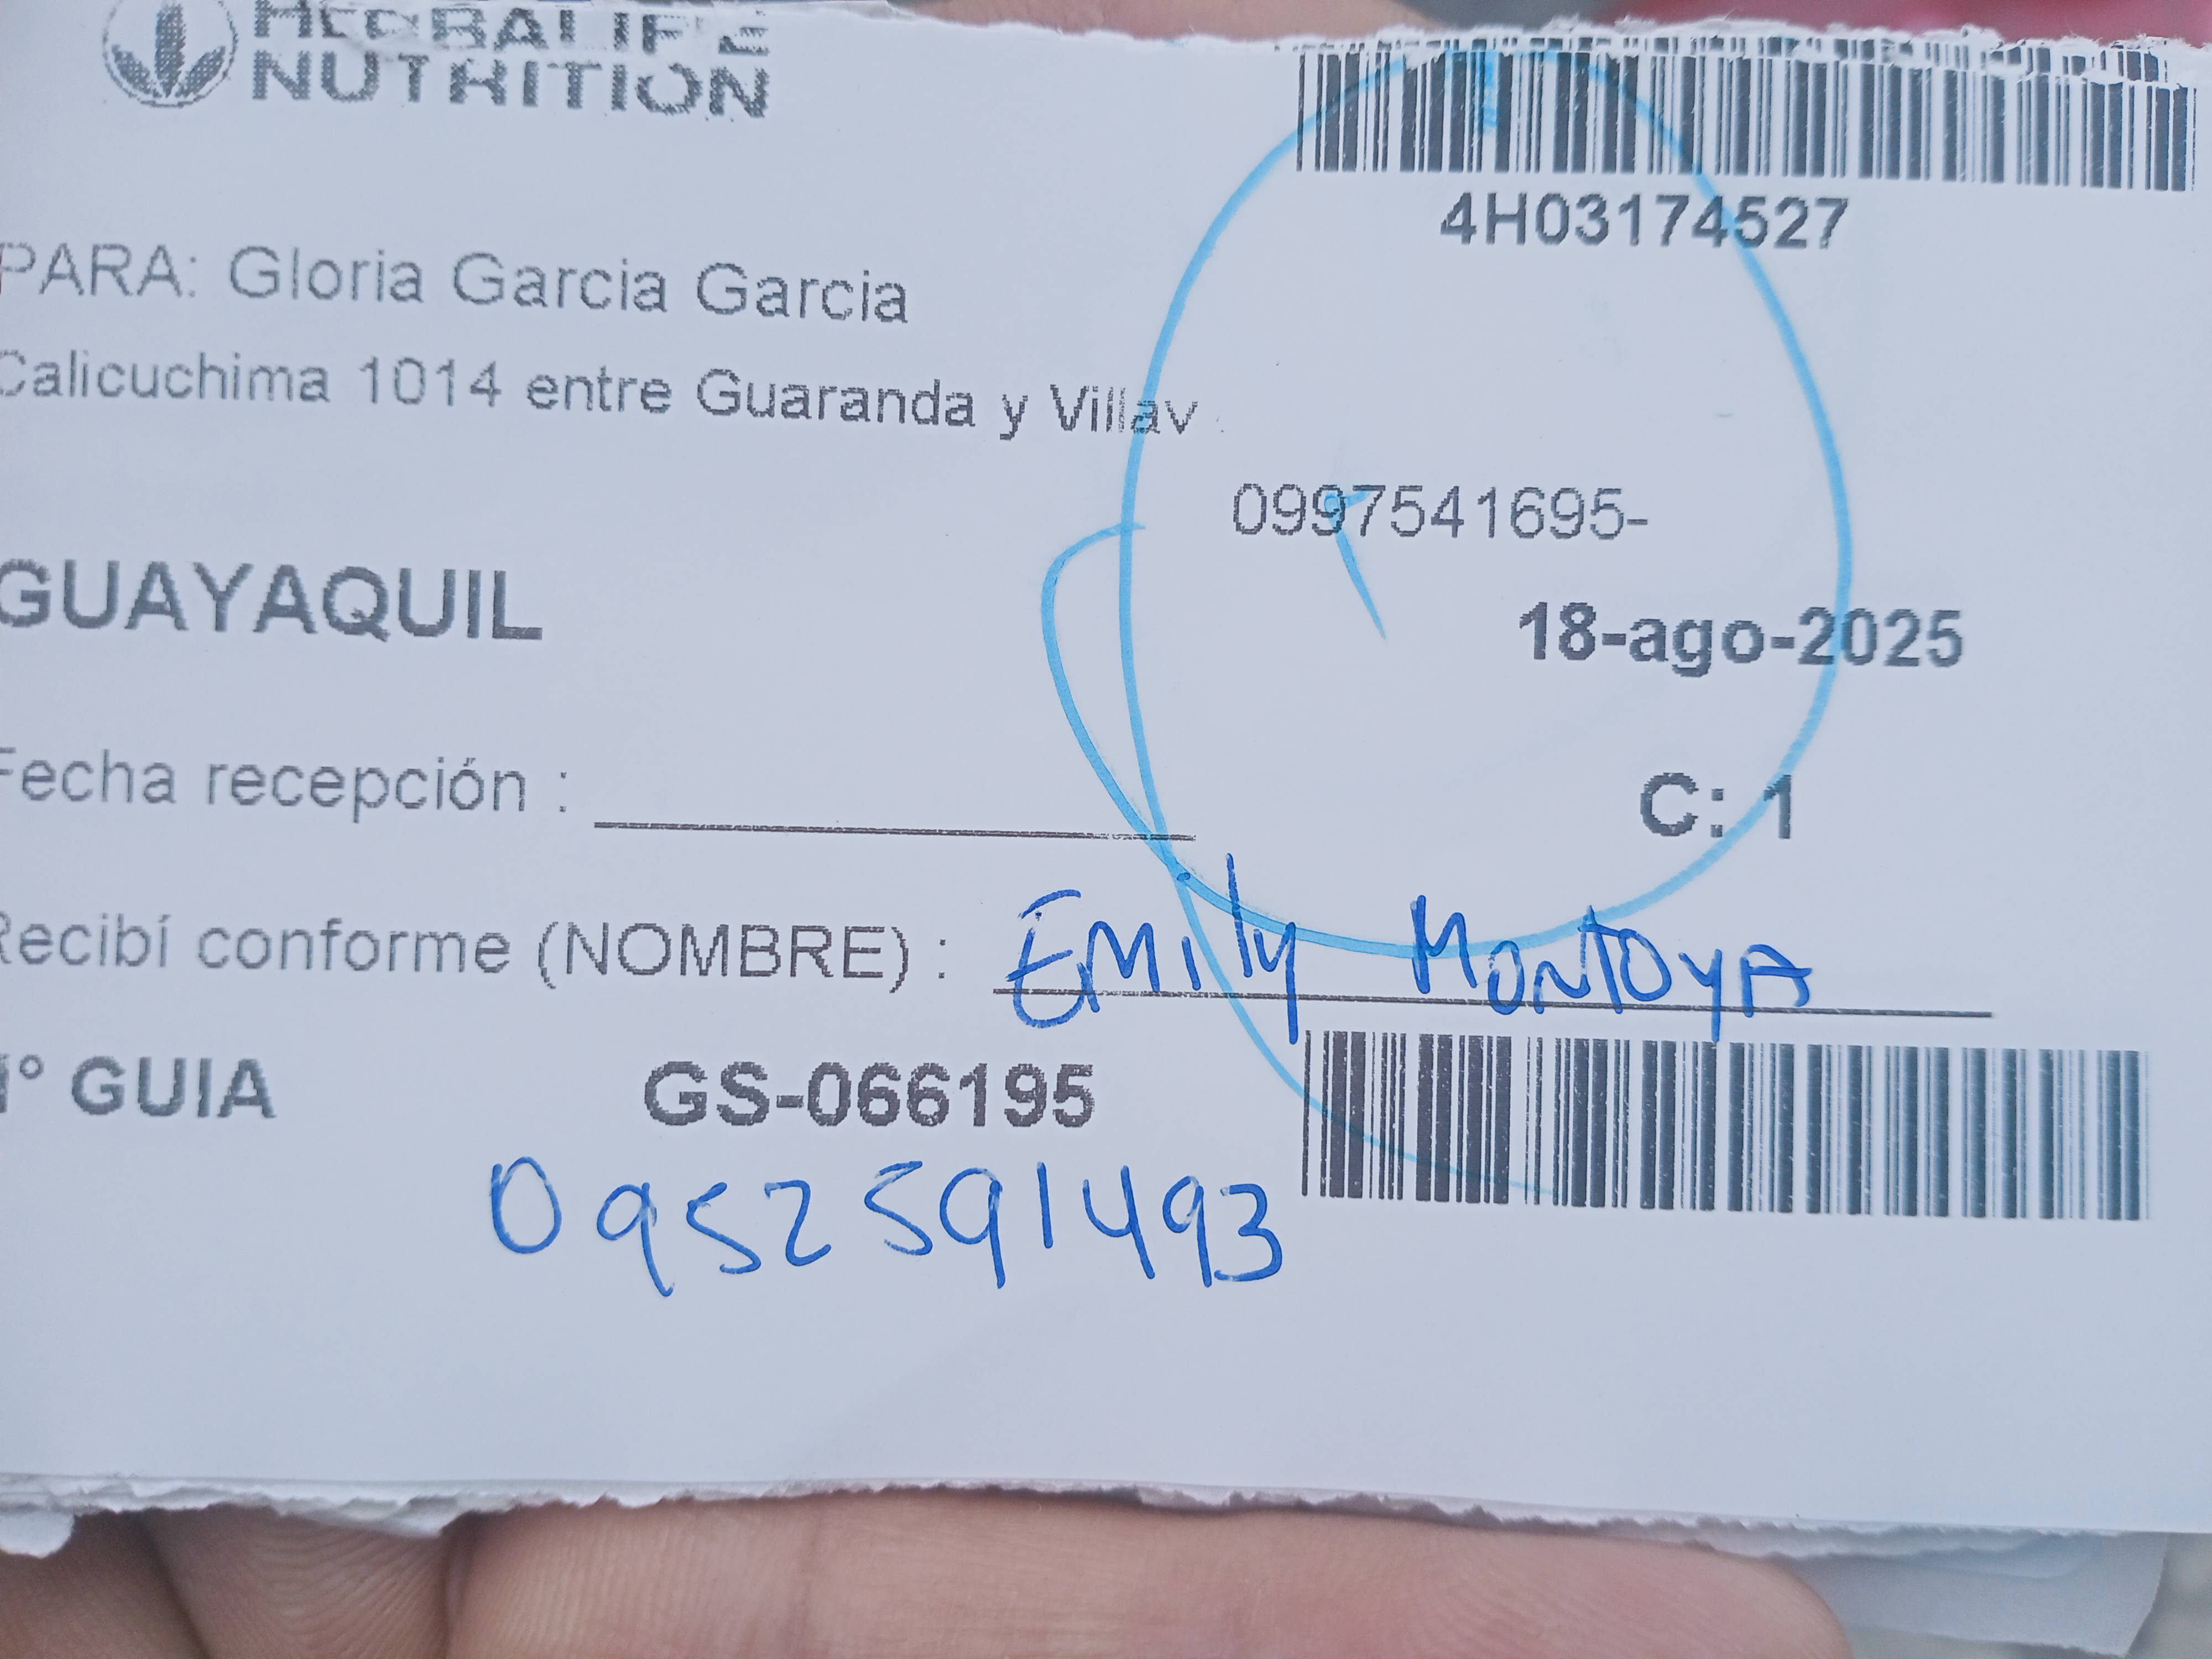 HERBALIFE
NUTRITION
4H03174527
PARA: Gloria Garcia Garcia
Calicuchima 1014 entre Guaranda y Villav
0997541695-
GUAYAQUIL
18-ago-2025
Fecha recepción :
C: 1
Recibí conforme (NOMBRE) : Emily MONTOYA
N° GUIA GS-066195
0952591493